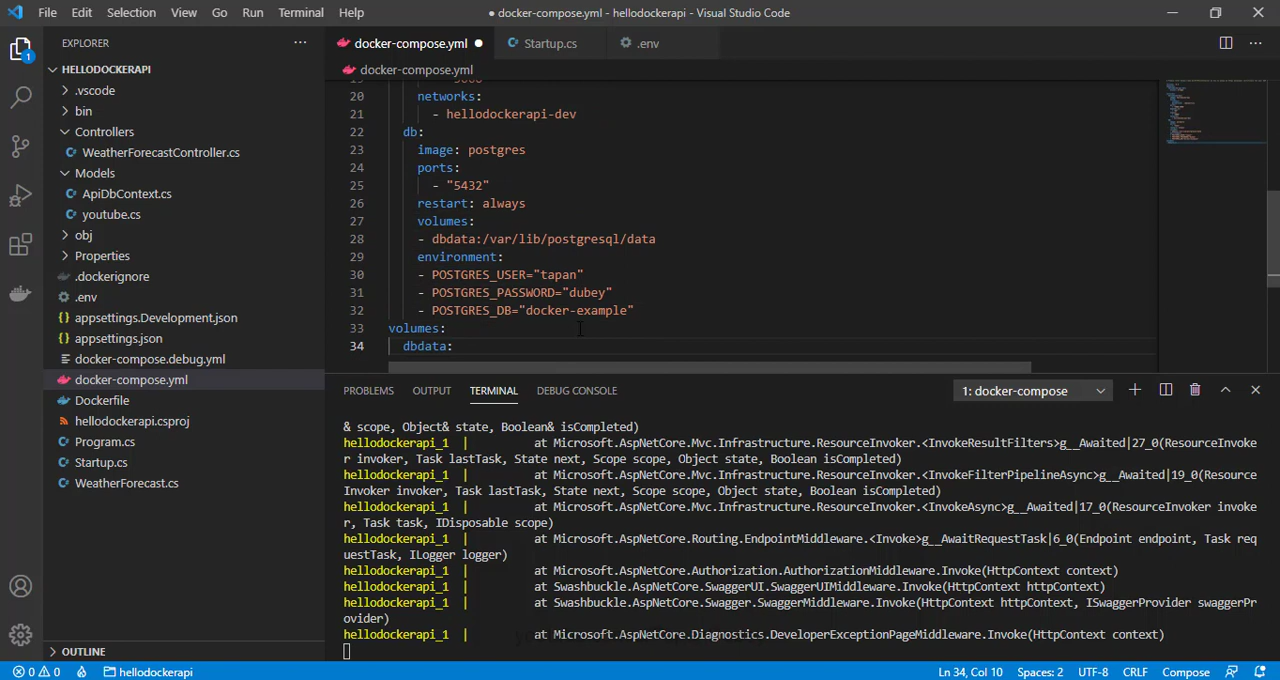 File Edit Selection View Go Run Terminal Help
● docker-compose.yml - hellodockerapi - Visual Studio Code
EXPLORER
HELLODOCKERAPI
.vscode
bin
Controllers
WeatherForecastController.cs
Models
ApiDbContext.cs
youtube.cs
obj
Properties
.dockerignore
.env
appsettings.Development.json
appsettings.json
docker-compose.debug.yml
docker-compose.yml
Dockerfile
hellodockerapi.csproj
Program.cs
Startup.cs
WeatherForecast.cs
OUTLINE
docker-compose.yml ● Startup.cs .env
docker-compose.yml
20 networks:
21 - hellodockerapi-dev
22 db:
23 image: postgres
24 ports:
25 - "5432"
26 restart: always
27 volumes:
28 - dbdata:/var/lib/postgresql/data
29 environment:
30 - POSTGRES_USER="tapan"
31 - POSTGRES_PASSWORD="dubey"
32 - POSTGRES_DB="docker-example"
33 volumes:
34 dbdata:
PROBLEMS OUTPUT TERMINAL DEBUG CONSOLE 1: docker-compose
& scope, Object& state, Boolean& isCompleted)
hellodockerapi_1 | at Microsoft.AspNetCore.Mvc.Infrastructure.ResourceInvoker.<InvokeResultFilters>g__Awaited|27_0(ResourceInvoke
r invoker, Task lastTask, State next, Scope scope, Object state, Boolean isCompleted)
hellodockerapi_1 | at Microsoft.AspNetCore.Mvc.Infrastructure.ResourceInvoker.<InvokeFilterPipelineAsync>g__Awaited|19_0(Resource
Invoker invoker, Task lastTask, State next, Scope scope, Object state, Boolean isCompleted)
hellodockerapi_1 | at Microsoft.AspNetCore.Mvc.Infrastructure.ResourceInvoker.<InvokeAsync>g__Awaited|17_0(ResourceInvoker invoke
r, Task task, IDisposable scope)
hellodockerapi_1 | at Microsoft.AspNetCore.Routing.EndpointMiddleware.<Invoke>g__AwaitRequestTask|6_0(Endpoint endpoint, Task req
uestTask, ILogger logger)
hellodockerapi_1 | at Microsoft.AspNetCore.Authorization.AuthorizationMiddleware.Invoke(HttpContext context)
hellodockerapi_1 | at Swashbuckle.AspNetCore.SwaggerUI.SwaggerUIMiddleware.Invoke(HttpContext httpContext)
hellodockerapi_1 | at Swashbuckle.AspNetCore.Swagger.SwaggerMiddleware.Invoke(HttpContext httpContext, ISwaggerProvider swaggerPr
ovider)
hellodockerapi_1 | at Microsoft.AspNetCore.Diagnostics.DeveloperExceptionPageMiddleware.Invoke(HttpContext context)
0 0 hellodockerapi Ln 34, Col 10 Spaces: 2 UTF-8 CRLF Compose